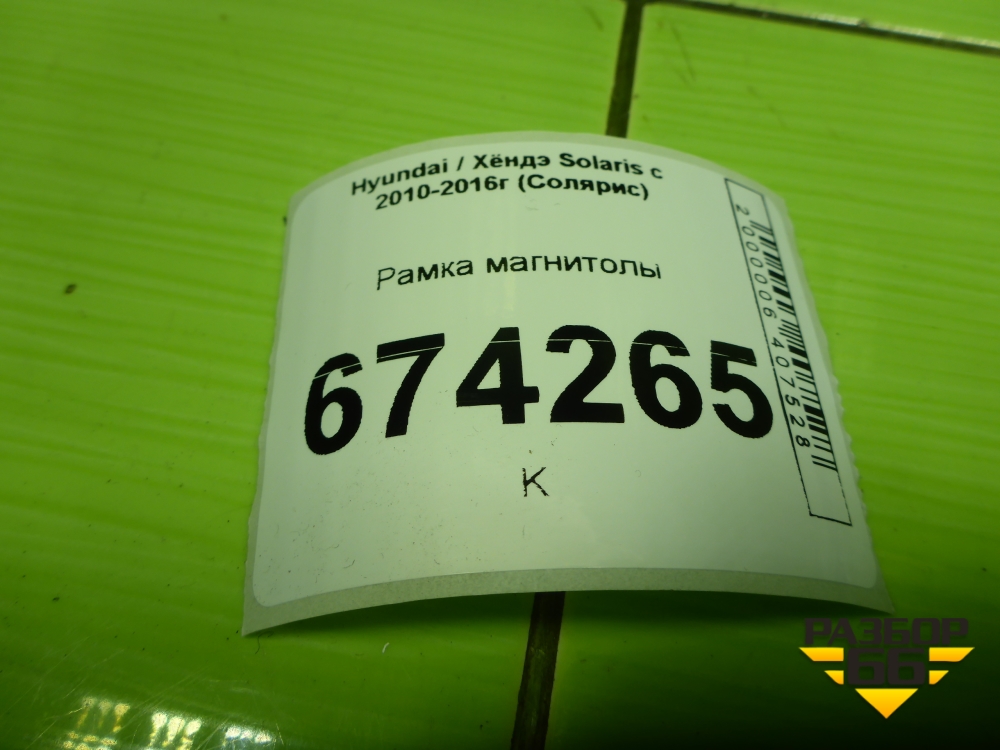 Hyundai / Хёндэ Solaris с
2010-2016г (Солярис)
Рамка магнитолы
674265
К
2000006407528
РАЗБОР
66